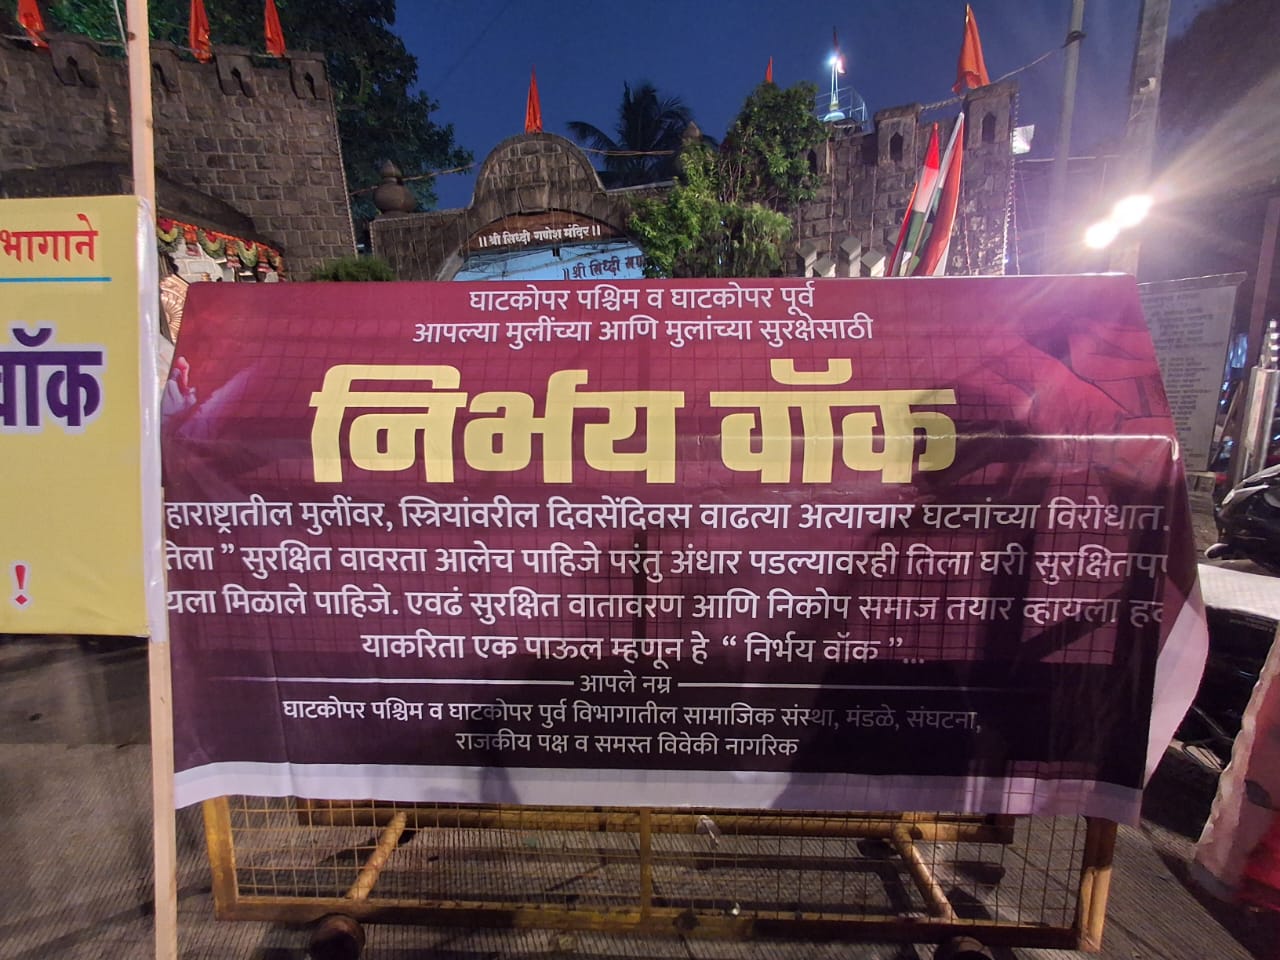 भागाने
वॉक
!
॥ श्री सिध्दी गणेश मंदिर ॥
॥ श्री सिध्दी गणे
घाटकोपर पश्चिम व घाटकोपर पूर्व
आपल्या मुलींच्या आणि मुलांच्या सुरक्षेसाठी
निर्भय वॉक
हाराष्ट्रातील मुलींवर, स्त्रियांवरील दिवसेंदिवस वाढत्या अत्याचार घटनांच्या विरोधात.
तिला ” सुरक्षित वावरता आलेच पाहिजे परंतु अंधार पडल्यावरही तिला घरी सुरक्षितप
यला मिळाले पाहिजे. एवढं सुरक्षित वातावरण आणि निकोप समाज तयार व्हायला हव
याकरिता एक पाऊल म्हणून हे “ निर्भय वॉक ”...
आपले नम्र
घाटकोपर पश्चिम व घाटकोपर पुर्व विभागातील सामाजिक संस्था, मंडळे, संघटना,
राजकीय पक्ष व समस्त विवेकी नागरिक